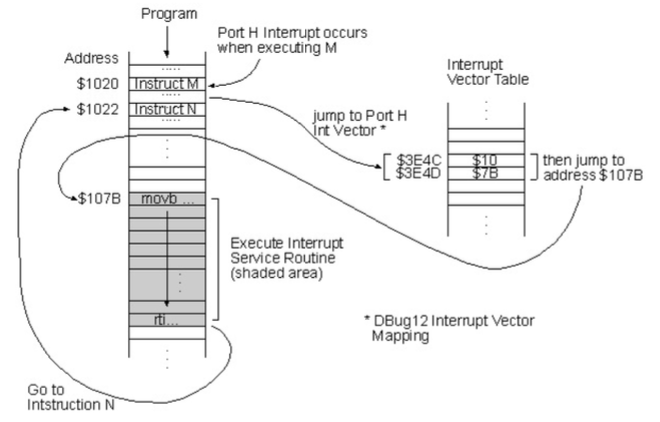 Program
Port H Interrupt occurs
when executing M
Address
.....
$1020 Instruct M
.....
$1022 Instruct N
.....
Interrupt
Vector Table
jump to Port H
Int Vector *
$3E4C $10
$3E4D $7B
then jump to
address $107B
$107B movb ...
Execute Interrupt
Service Routine
(shaded area)
rti...
* DBug12 Interrupt Vector
Mapping
Go to
Intstruction N